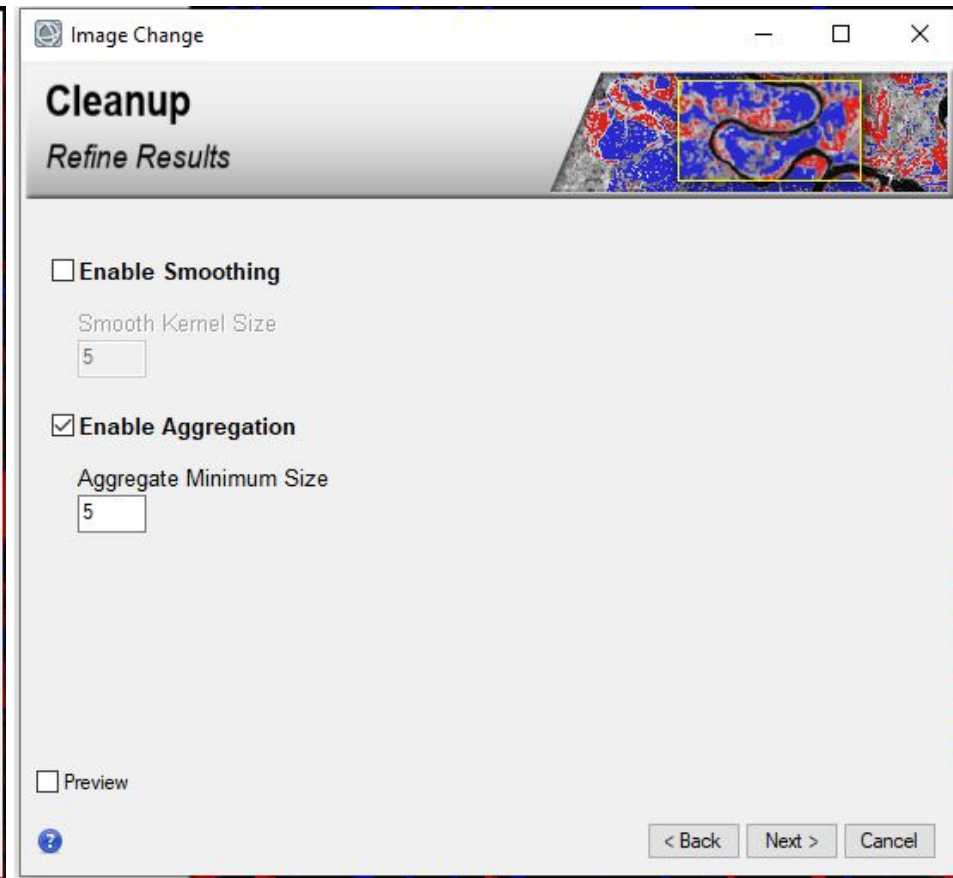 Image Change
Cleanup
Refine Results
Enable Smoothing
Smooth Kernel Size
5
Enable Aggregation
Aggregate Minimum Size
5
Preview
?
< Back Next > Cancel